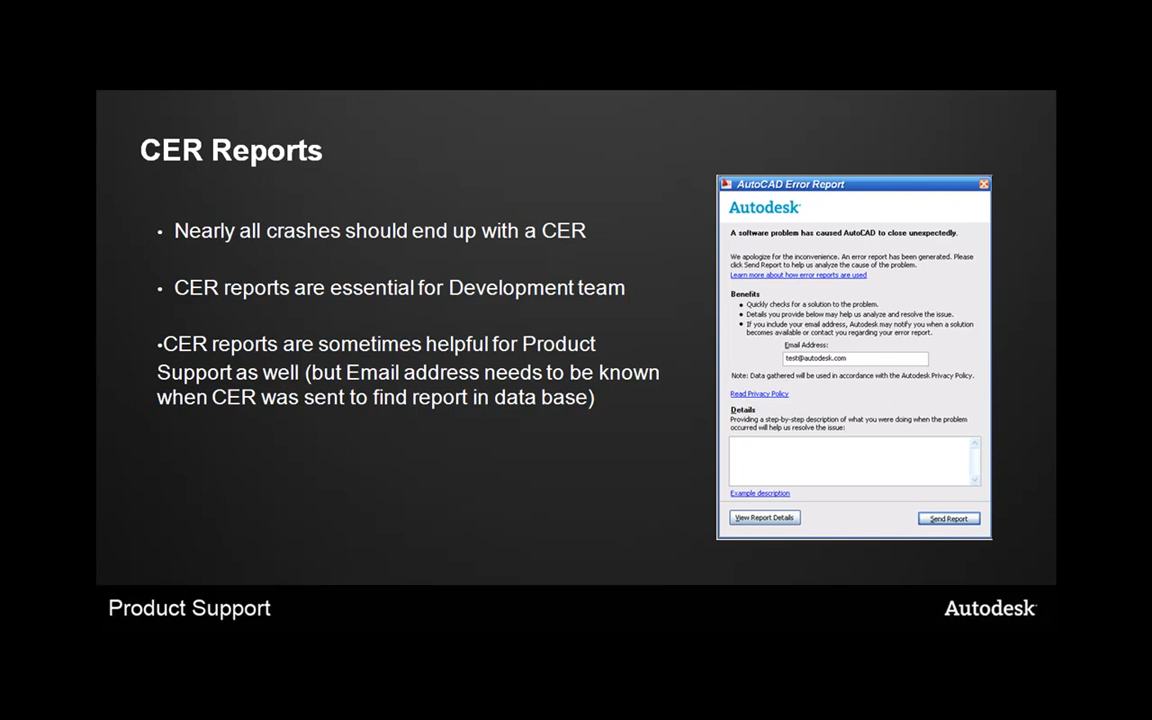 CER Reports
• Nearly all crashes should end up with a CER
• CER reports are essential for Development team
•CER reports are sometimes helpful for Product
Support as well (but Email address needs to be known
when CER was sent to find report in data base)
AutoCAD Error Report
Autodesk
A software problem has caused AutoCAD to close unexpectedly.
We apologize for the inconvenience. An error report has been generated. Please
click Send Report to help us analyze the cause of the problem.
Learn more about how error reports are used
Benefits
• Quickly checks for a solution to the problem.
• Details you provide below may help us analyze and resolve the issue.
• If you include your email address, Autodesk may notify you when a solution
becomes available or contact you regarding your error report.
Email Address:
test@autodesk.com
Note: Data gathered will be used in accordance with the Autodesk Privacy Policy.
Read Privacy Policy
Details
Providing a step-by-step description of what you were doing when the problem
occurred will help us resolve the issue:
Example description
View Report Details
Send Report
Product Support
Autodesk